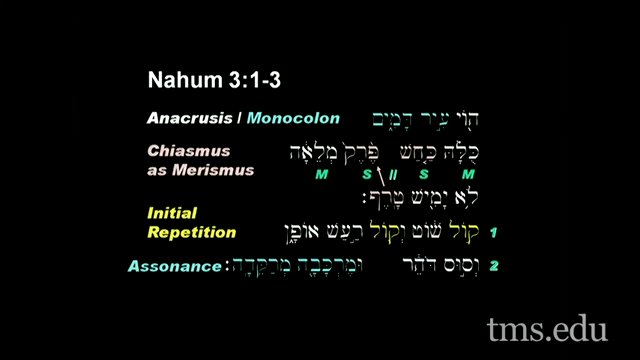 Nahum 3:1-3
Anacrusis / Monocolon הוֹי עִיר דָּמִים
Chiasmus כֻּלָּהּ כַּחַשׁ פֶּרֶק מְלֵאָה
as Merismus M S // S M
לֹא יָמִישׁ טָרֶף׃
Initial
Repetition קוֹל שׁוֹט וְקוֹל רַעַשׁ אוֹפָן 1
Assonance: וְסוּס דֹּהֵר וּמֶרְכָּבָה מְרַקֵּדָה׃ 2
tms.edu